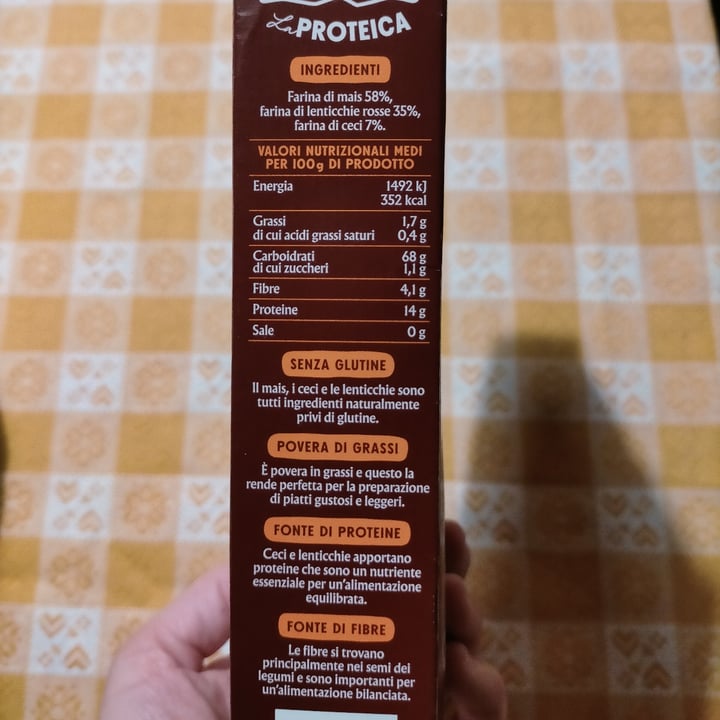 La PROTEICA
INGREDIENTI
Farina di mais 58%,
farina di lenticchie rosse 35%,
farina di ceci 7%.
VALORI NUTRIZIONALI MEDI
PER 100g DI PRODOTTO
Energia 1492 kJ
352 kcal
Grassi 1,7 g
di cui acidi grassi saturi 0,4 g
Carboidrati 68 g
di cui zuccheri 1,1 g
Fibre 4,1 g
Proteine 14 g
Sale 0 g
SENZA GLUTINE
Il mais, i ceci e le lenticchie sono
tutti ingredienti naturalmente
privi di glutine.
POVERA DI GRASSI
È povera in grassi e questo la
rende perfetta per la preparazione
di piatti gustosi e leggeri.
FONTE DI PROTEINE
Ceci e lenticchie apportano
proteine che sono un nutriente
essenziale per un'alimentazione
equilibrata.
FONTE DI FIBRE
Le fibre si trovano
principalmente nei semi dei
legumi e sono importanti per
un'alimentazione bilanciata.